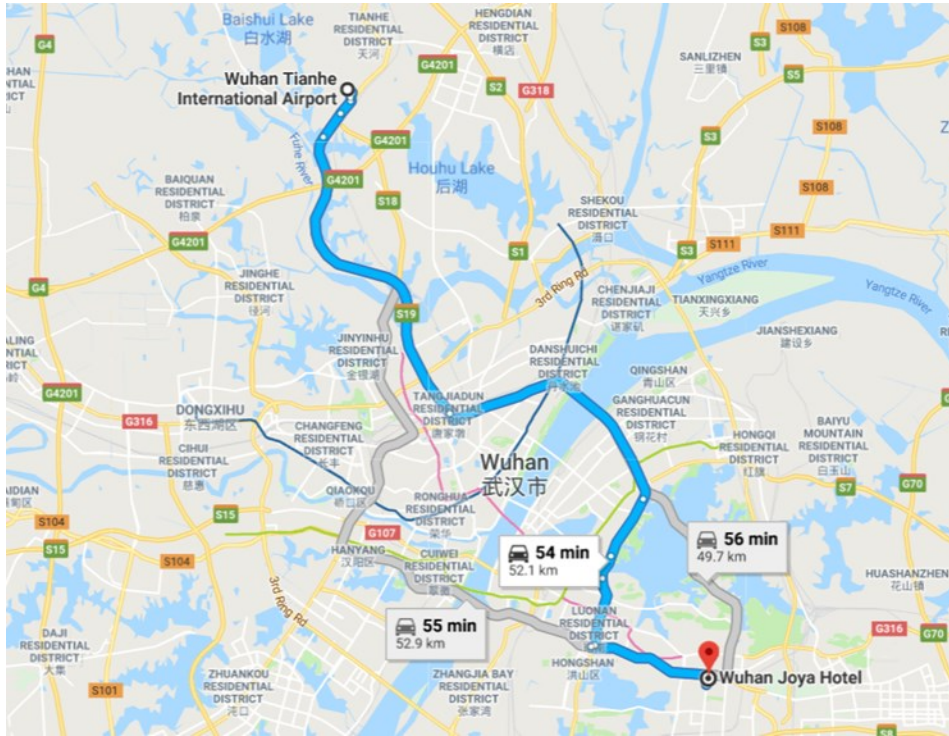 Baishui Lake
白水湖
TIANHE
RESIDENTIAL
DISTRICT
天河
HENGDIAN
RESIDENTIAL
DISTRICT
横店
G4
G4201
S2
G318
SANLIZHEN
三里镇
S3
S108
S3
S5
Wuhan Tianhe
International Airport
Fuhe River
G4201
S3
S108
Houhu Lake
后湖
BAIQUAN
RESIDENTIAL
DISTRICT
柏泉
G4201
S18
S108
SHEKOU
RESIDENTIAL
DISTRICT
滠口
G4201
S1
S3
S111
S111
Yangtze River
Yangtze River
G4
G4
JINGHE
RESIDENTIAL
DISTRICT
径河
3rd Ring Rd
CHENJIAJI
RESIDENTIAL
DISTRICT
谌家矶
TIANXINGXIANG
天兴乡
S19
JIANSHEXIANG
建设乡
JINYINHU
RESIDENTIAL
DISTRICT
金银湖
DANSHUICHI
RESIDENTIAL
DISTRICT
丹水池
QINGSHAN
青山区
G4201
TANGJIADUN
RESIDENTIAL
DISTRICT
唐家墩
GANGHUACUN
RESIDENTIAL
DISTRICT
钢花村
G316
DONGXIHU
东西湖区
CHANGFENG
RESIDENTIAL
DISTRICT
长丰
CIHUI
RESIDENTIAL
DISTRICT
慈惠
HONGQI
RESIDENTIAL
DISTRICT
红旗
BAIYU
MOUNTAIN
RESIDENTIAL
DISTRICT
白玉山
Wuhan
武汉市
S7
G70
QIAOKOU
硚口区
RONGHUA
RESIDENTIAL
DISTRICT
荣华
S104
S15
G107
S15
S104
HANYANG
汉阳区
CUIWEI
RESIDENTIAL
DISTRICT
翠微
54 min
52.1 km
56 min
49.7 km
HUASHANZHEN
花山镇
3rd Ring Rd
55 min
52.9 km
LUONAN
RESIDENTIAL
DISTRICT
G316
G70
DAJI
RESIDENTIAL
DISTRICT
大集
HONGSHAN
洪山区
ZHUANKOU
RESIDENTIAL
DISTRICT
沌口
ZHANGJIA BAY
RESIDENTIAL
DISTRICT
张家湾
Wuhan Joya Hotel
S101
S8